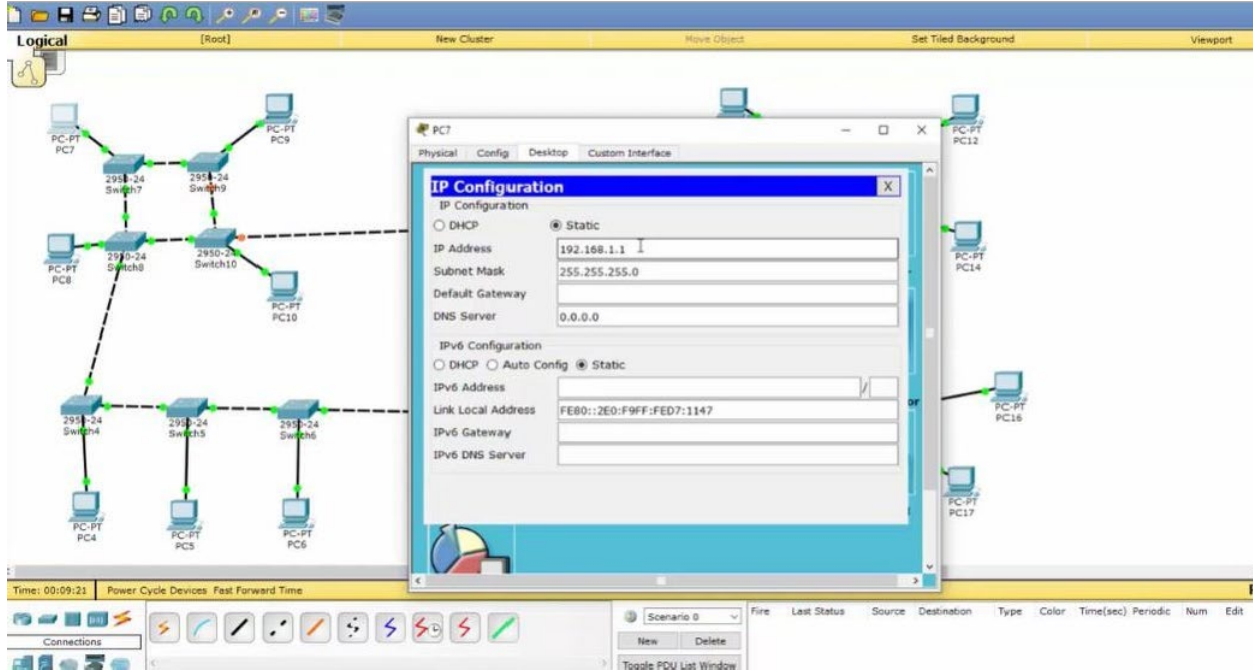 Logical [Root] New Cluster Move Object Set Tiled Background Viewport
PC-PT
PC7
PC-PT
PC9
2950-24
Switch7
2950-24
Switch9
PC-PT
PC8
2950-24
Switch8
2950-24
Switch10
PC-PT
PC10
2950-24
Switch4
2950-24
Switch5
2950-24
Switch6
PC-PT
PC4
PC-PT
PC5
PC-PT
PC6
PC7
Physical Config Desktop Custom Interface
IP Configuration X
IP Configuration
DHCP Static
IP Address 192.168.1.1
Subnet Mask 255.255.255.0
Default Gateway
DNS Server 0.0.0.0
IPv6 Configuration
DHCP Auto Config Static
IPv6 Address /
Link Local Address FE80::2E0:F9FF:FED7:1147
IPv6 Gateway
IPv6 DNS Server
PC-PT
PC12
PC-PT
PC14
or
PC-PT
PC16
PC-PT
PC17
Time: 00:09:21 Power Cycle Devices Fast Forward Time
Connections
Scenario 0
New Delete
Toggle PDU List Window
Fire Last Status Source Destination Type Color Time(sec) Periodic Num Edit